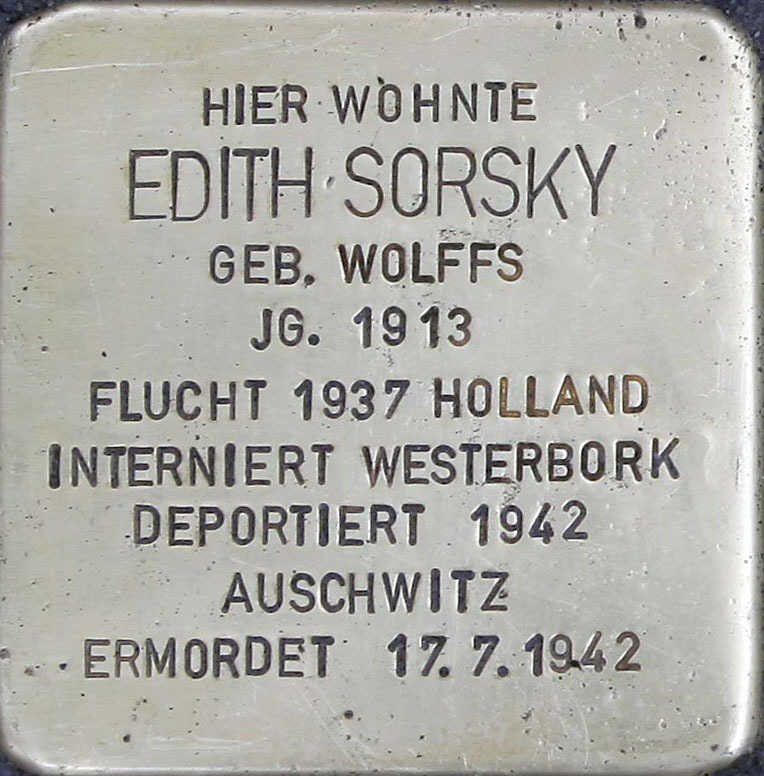 HIER WOHNTE
EDITH SORSKY
GEB. WOLFFS
JG. 1913
FLUCHT 1937 HOLLAND
INTERNIERT WESTERBORK
DEPORTIERT 1942
AUSCHWITZ
ERMORDET 17.7.1942